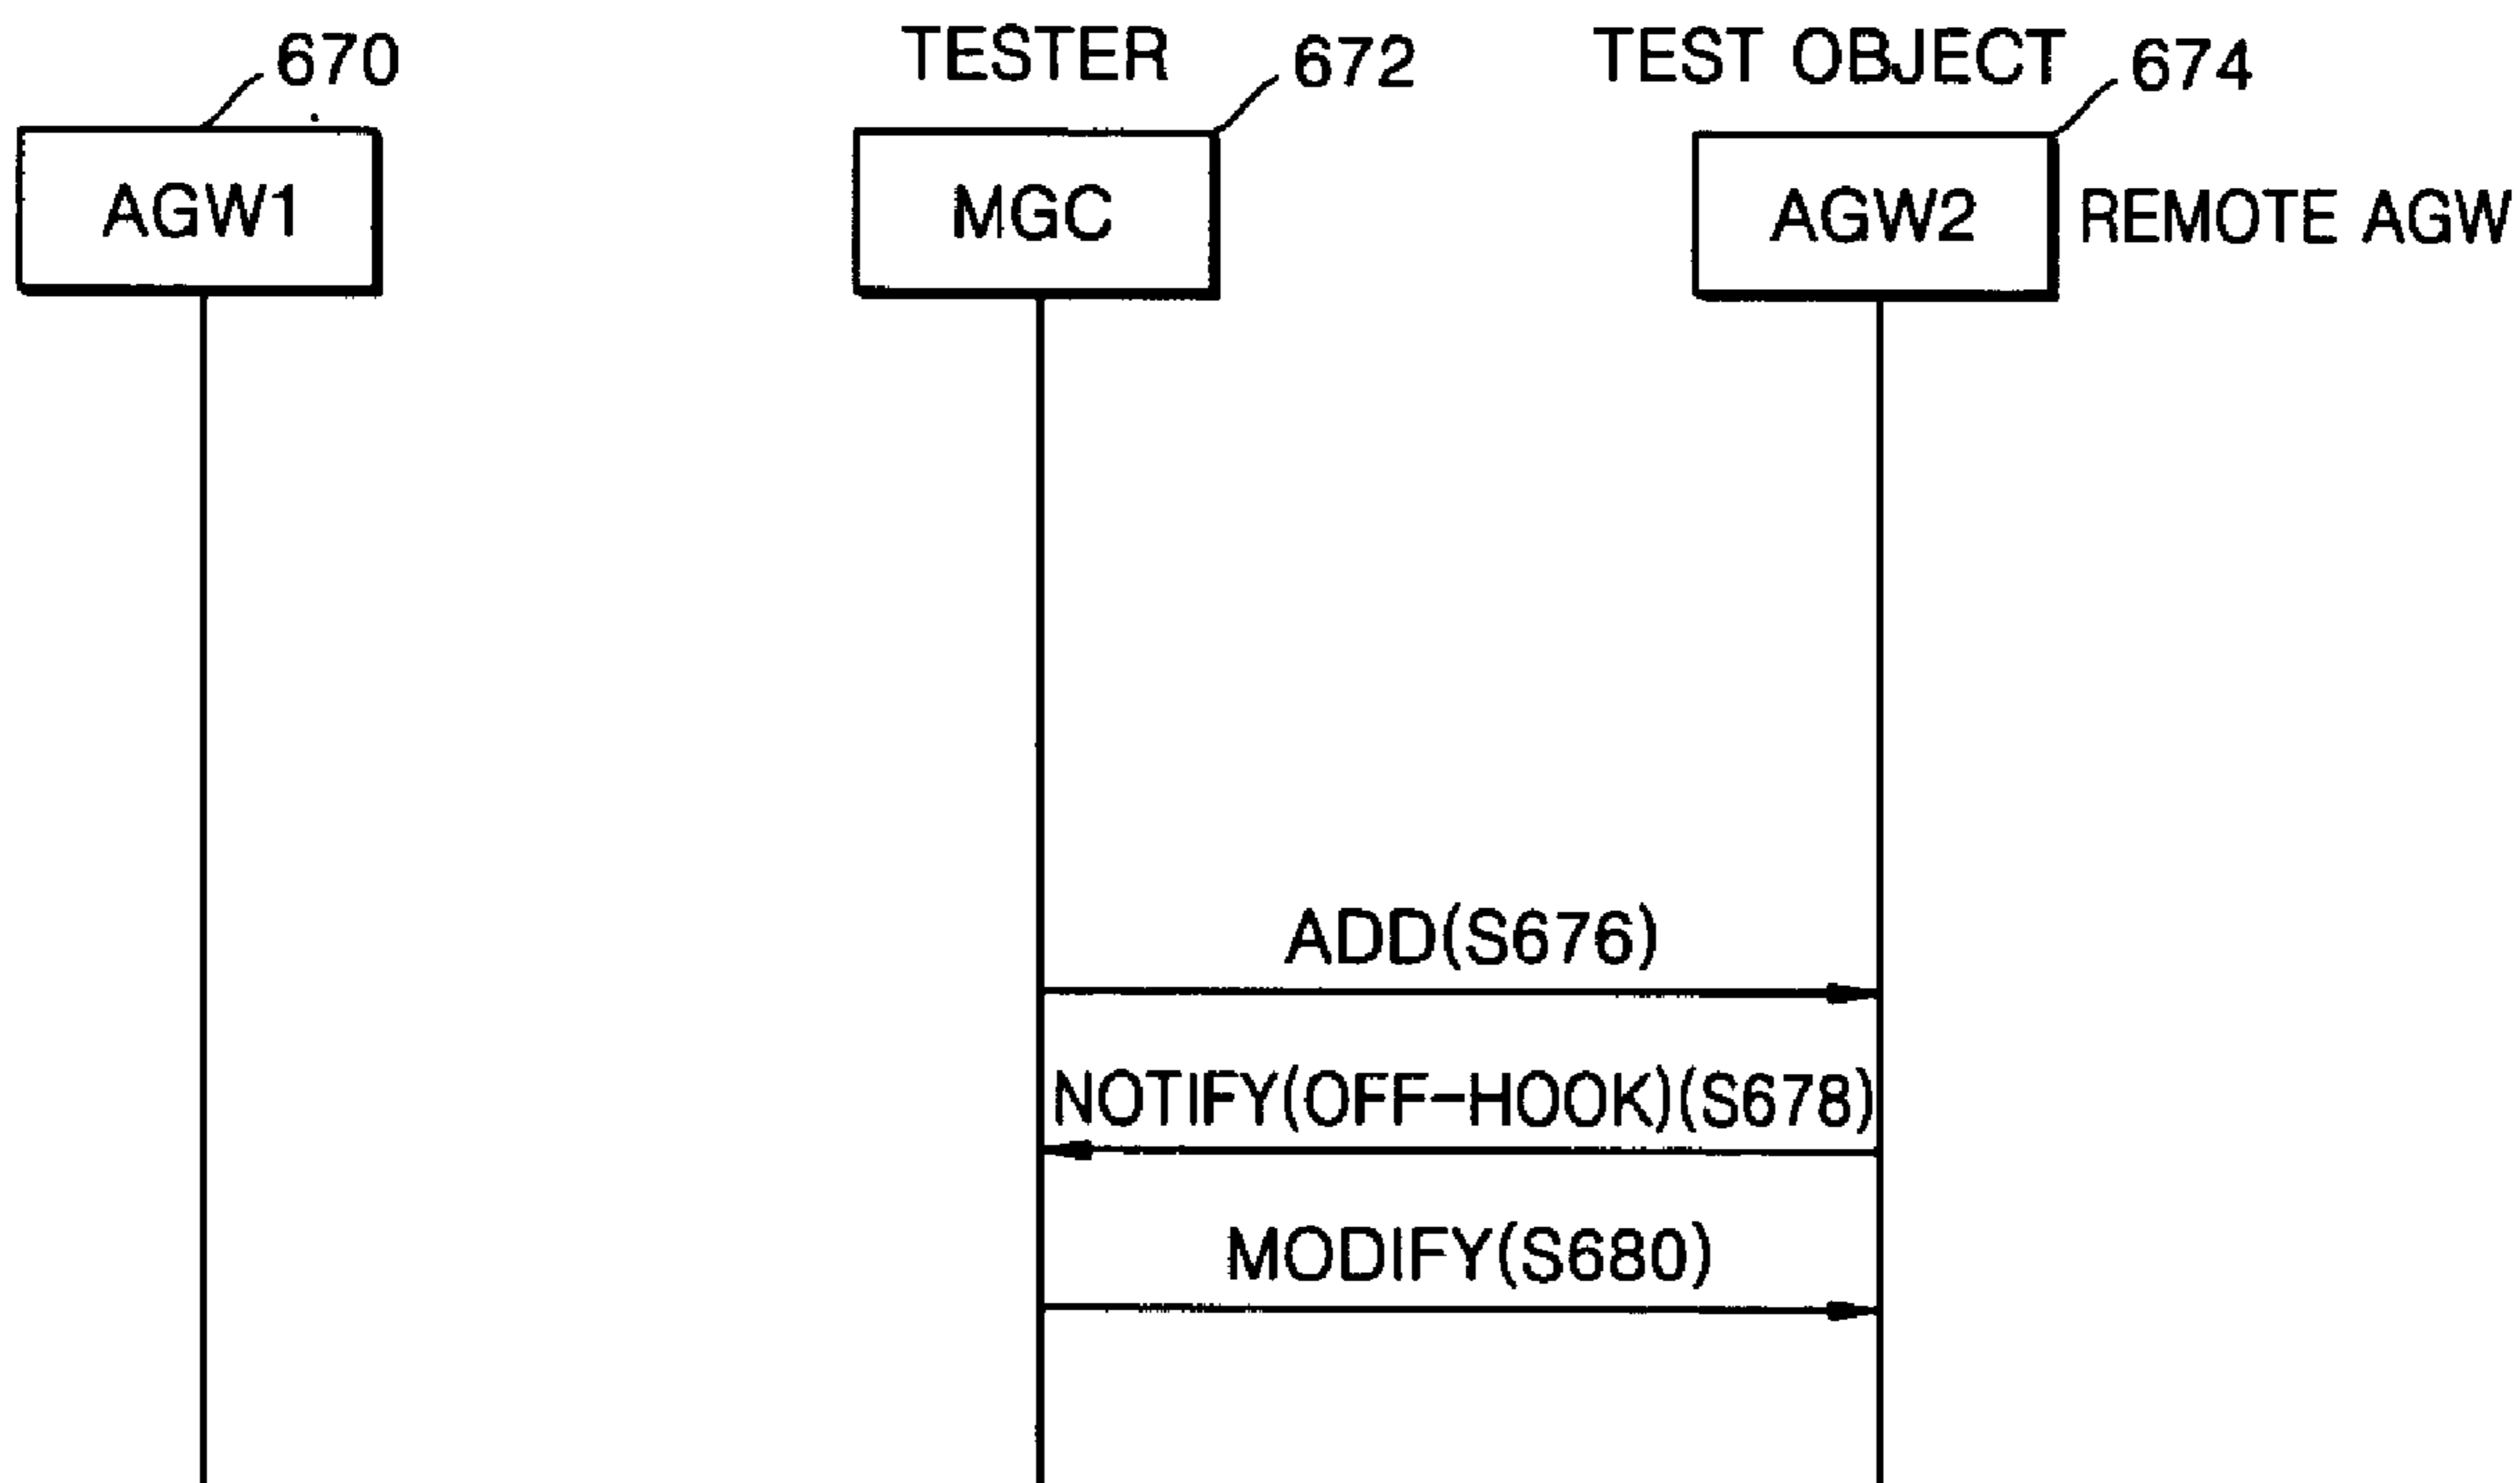 670
TESTER
672
TEST OBJECT
674
AGW1
MGC
AGW2
REMOTE AGW
ADD(S676)
NOTIFY(OFF-HOOK)(S678)
MODIFY(S680)